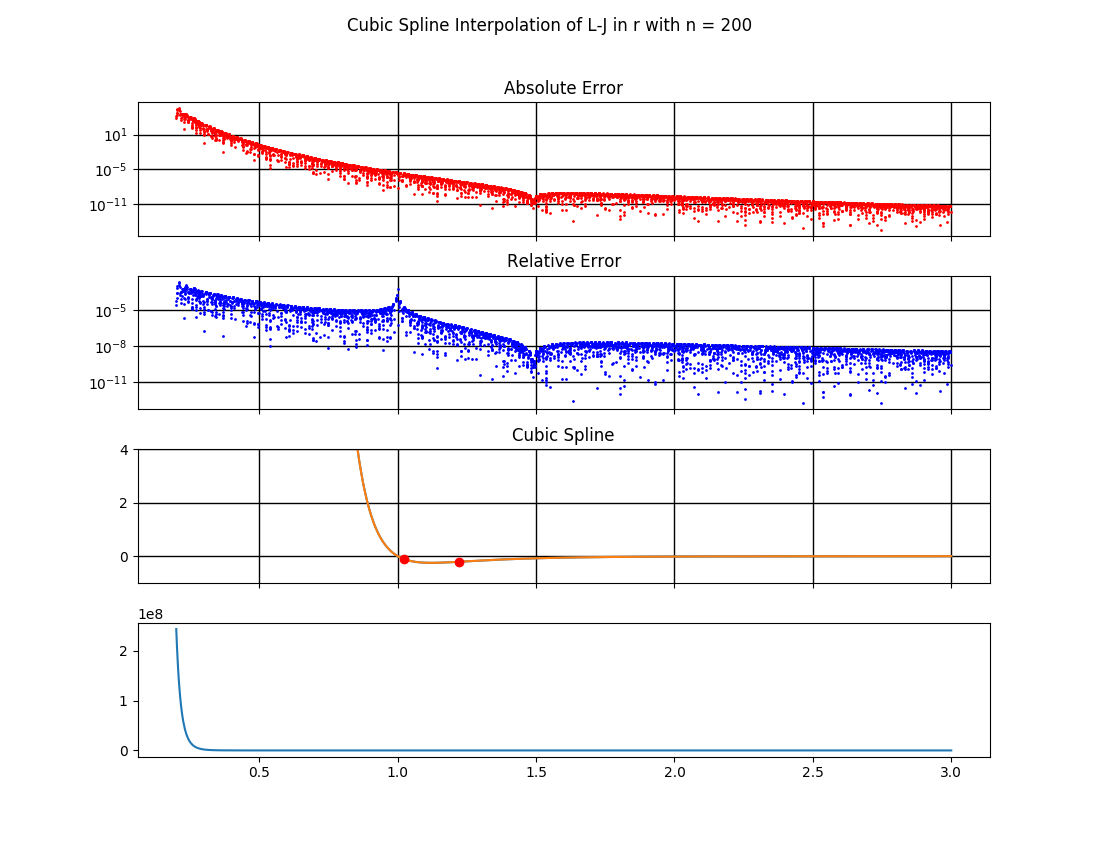 Cubic Spline Interpolation of L-J in r with n = 200
Absolute Error
10¹
10⁻⁵
10⁻¹¹
Relative Error
10⁻⁵
10⁻⁸
10⁻¹¹
Cubic Spline
4
2
0
1e8
2
1
0
0.5 1.0 1.5 2.0 2.5 3.0